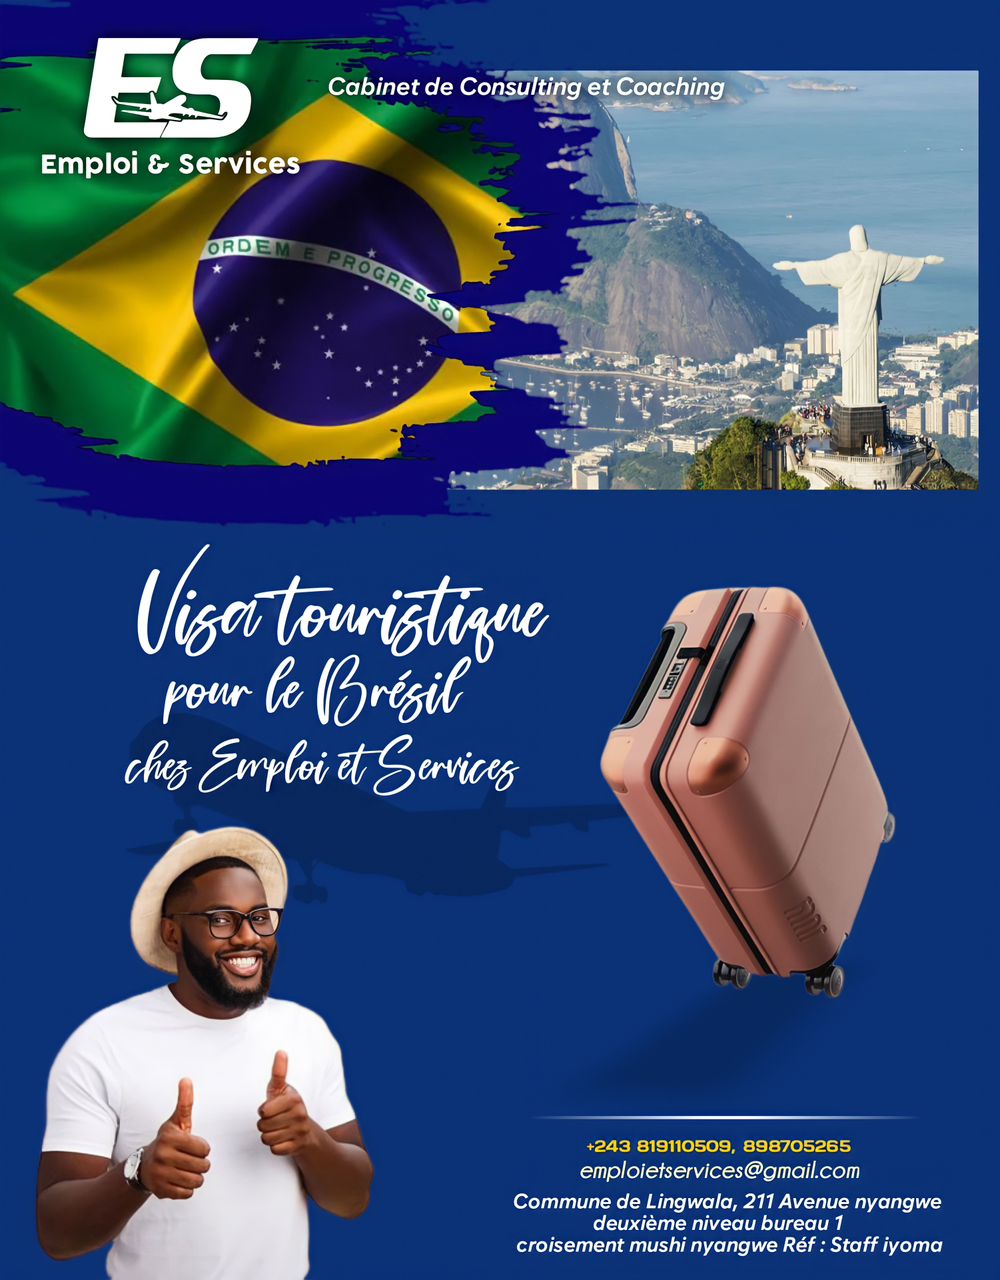 ES
Emploi & Services
Cabinet de Consulting et Coaching
ORDEM E PROGRESSO
Visa touristique
pour le Brésil
chez Emploi et Services
+243 819110509, 898705265
emploietservices@gmail.com
Commune de Lingwala, 211 Avenue nyangwe
deuxième niveau bureau 1
croisement mushi nyangwe Réf : Staff iyoma